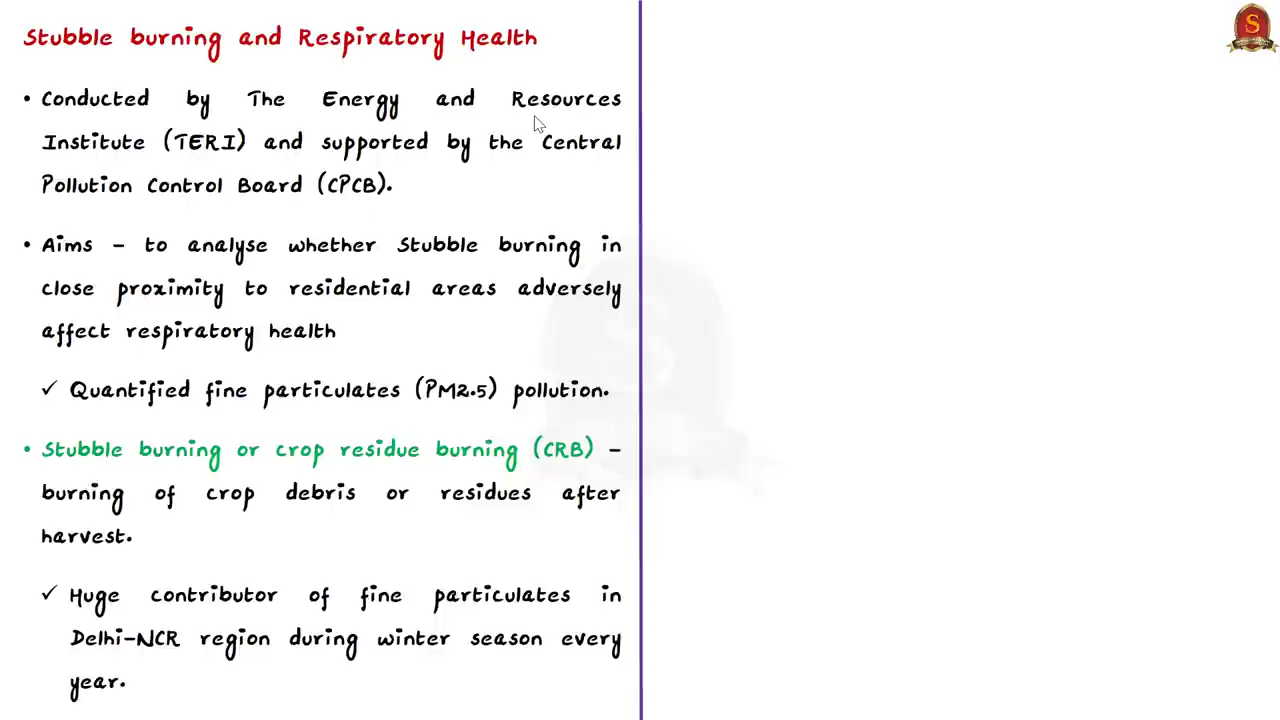 Stubble burning and Respiratory Health
• Conducted by The Energy and Resources
Institute (TERI) and supported by the Central
Pollution Control Board (CPCB).
• Aims – to analyse whether Stubble burning in
close proximity to residential areas adversely
affect respiratory health
✓ Quantified fine particulates (PM2.5) pollution.
• Stubble burning or crop residue burning (CRB) –
burning of crop debris or residues after
harvest.
✓ Huge contributor of fine particulates in
Delhi-NCR region during winter season every
year.
S